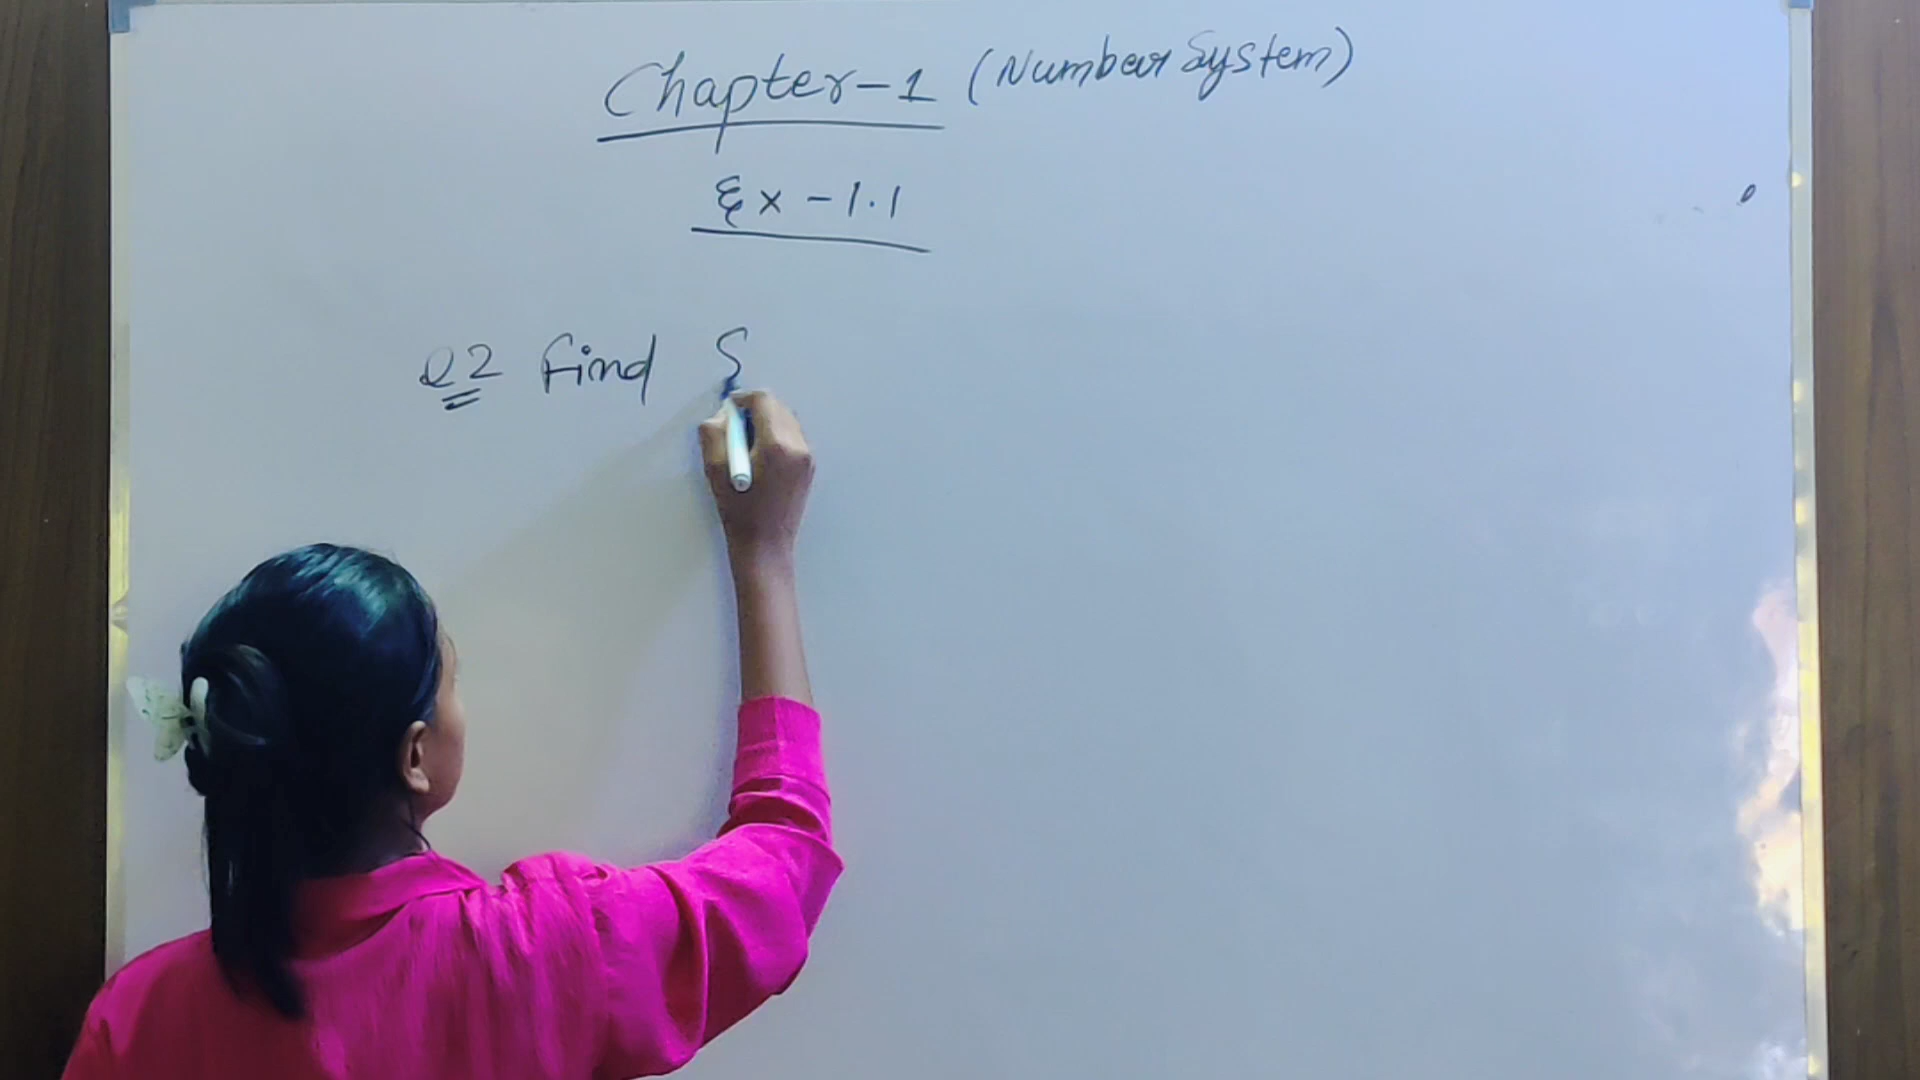 Chapter-1 (Number System)
Ex-1.1
Q2 Find S